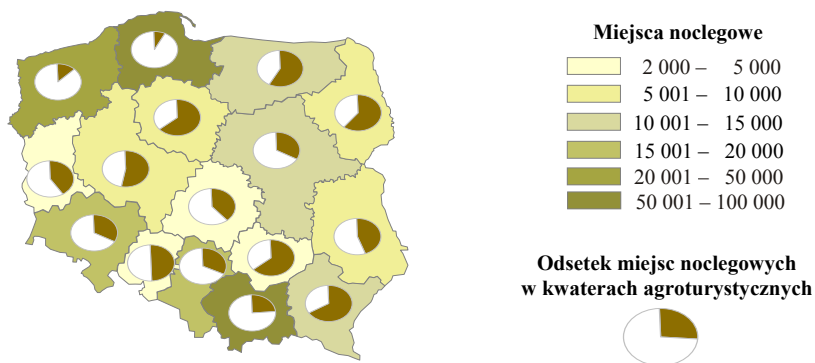 Miejsca noclegowe
2 000 – 5 000
5 001 – 10 000
10 001 – 15 000
15 001 – 20 000
20 001 – 50 000
50 001 – 100 000
Odsetek miejsc noclegowych
w kwaterach agroturystycznych